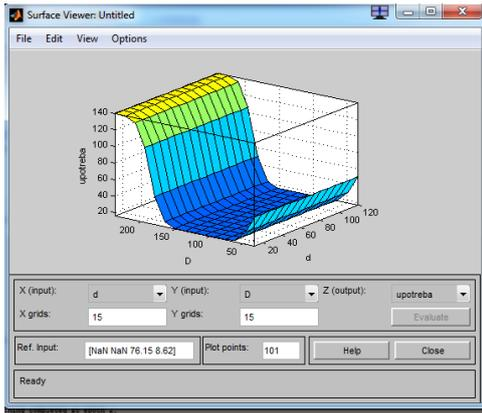 Surface Viewer: Untitled
File Edit View Options
140
120
100
80
60
40
20
upotreba
200 150 100 50
D
20 40 60 80 100 120
d
X (input): d Y (input): D Z (output): upotreba
X grids: 15 Y grids: 15 Evaluate
Ref. Input: [NaN NaN 76.15 8.62] Plot points: 101 Help Close
Ready